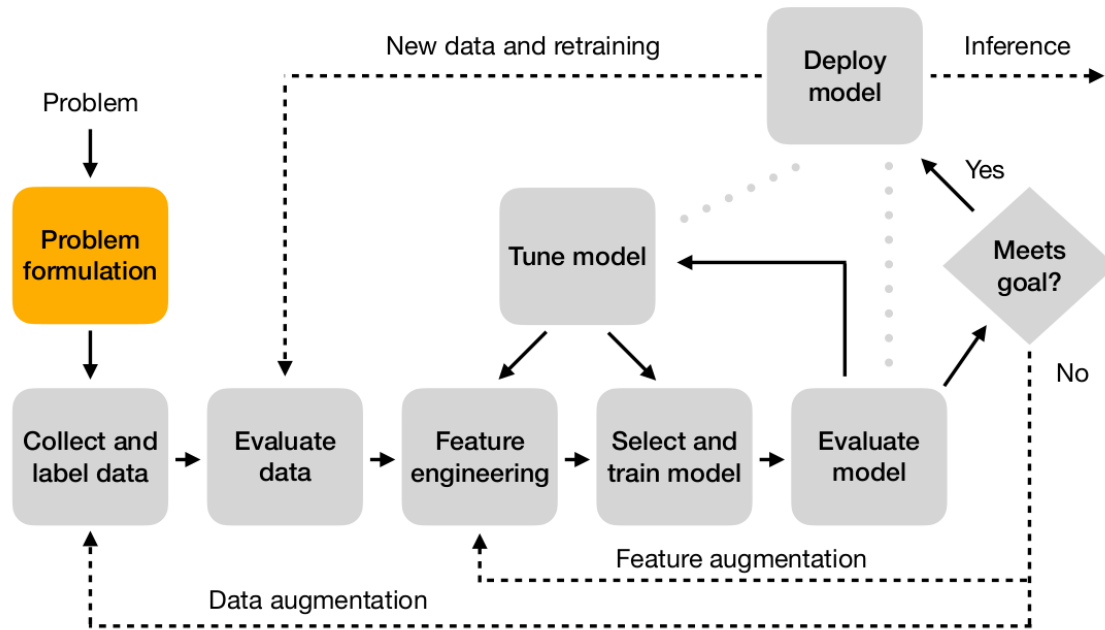 New data and retraining
Deploy
model
Inference
Problem
Yes
Problem
formulation
Tune model
Meets
goal?
No
Collect and
label data
Evaluate
data
Feature
engineering
Select and
train model
Evaluate
model
Feature augmentation
Data augmentation